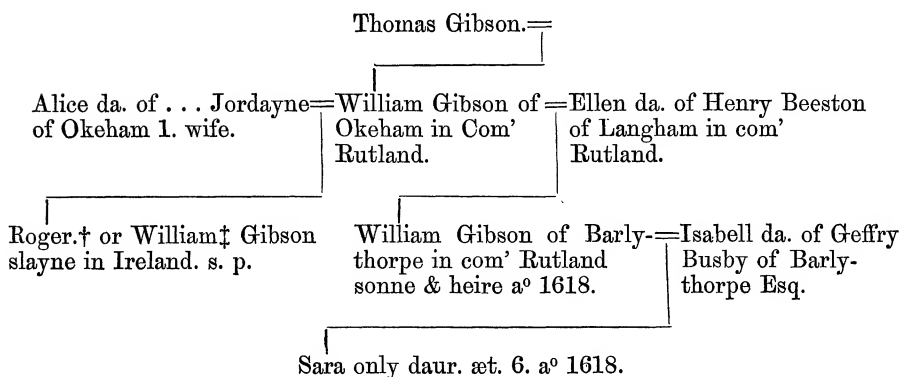 Thomas Gibson.=
Alice da. of . . . Jordayne=William Gibson of =Ellen da. of Henry Beeston
of Okeham 1. wife. Okeham in Com’ of Langham in com’
Rutland. Rutland.
Roger.† or William‡ Gibson William Gibson of Barly-=Isabell da. of Geffry
slayne in Ireland. s. p. thorpe in com’ Rutland Busby of Barly-
sonne & heire aº 1618. thorpe Esq.
Sara only daur. æt. 6. aº 1618.